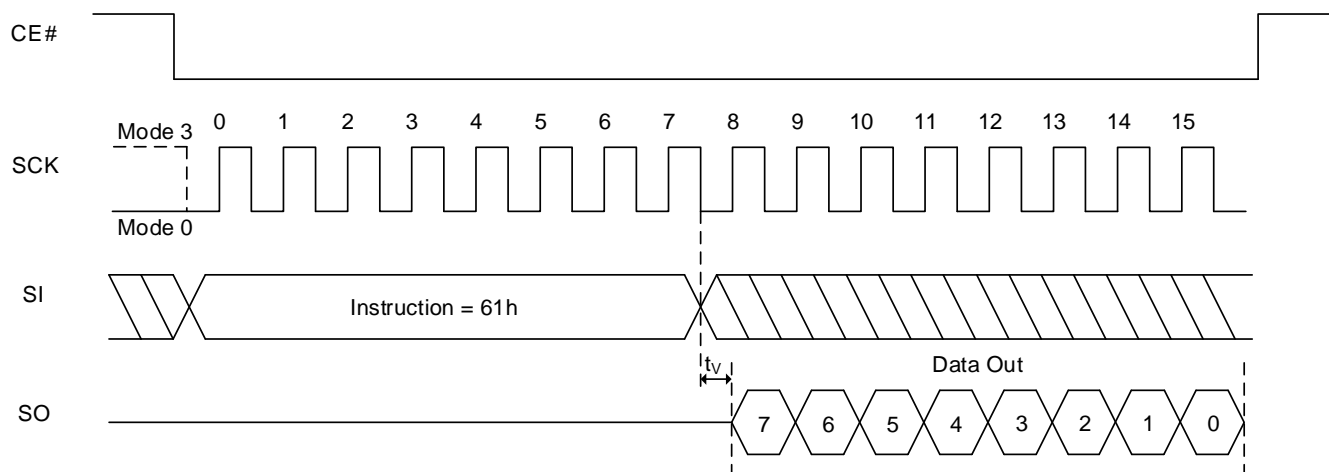 CE#
0 1 2 3 4 5 6 7 8 9 10 11 12 13 14 15
Mode 3
SCK
Mode 0
SI
Instruction = 61h
tV
Data Out
SO
7 6 5 4 3 2 1 0